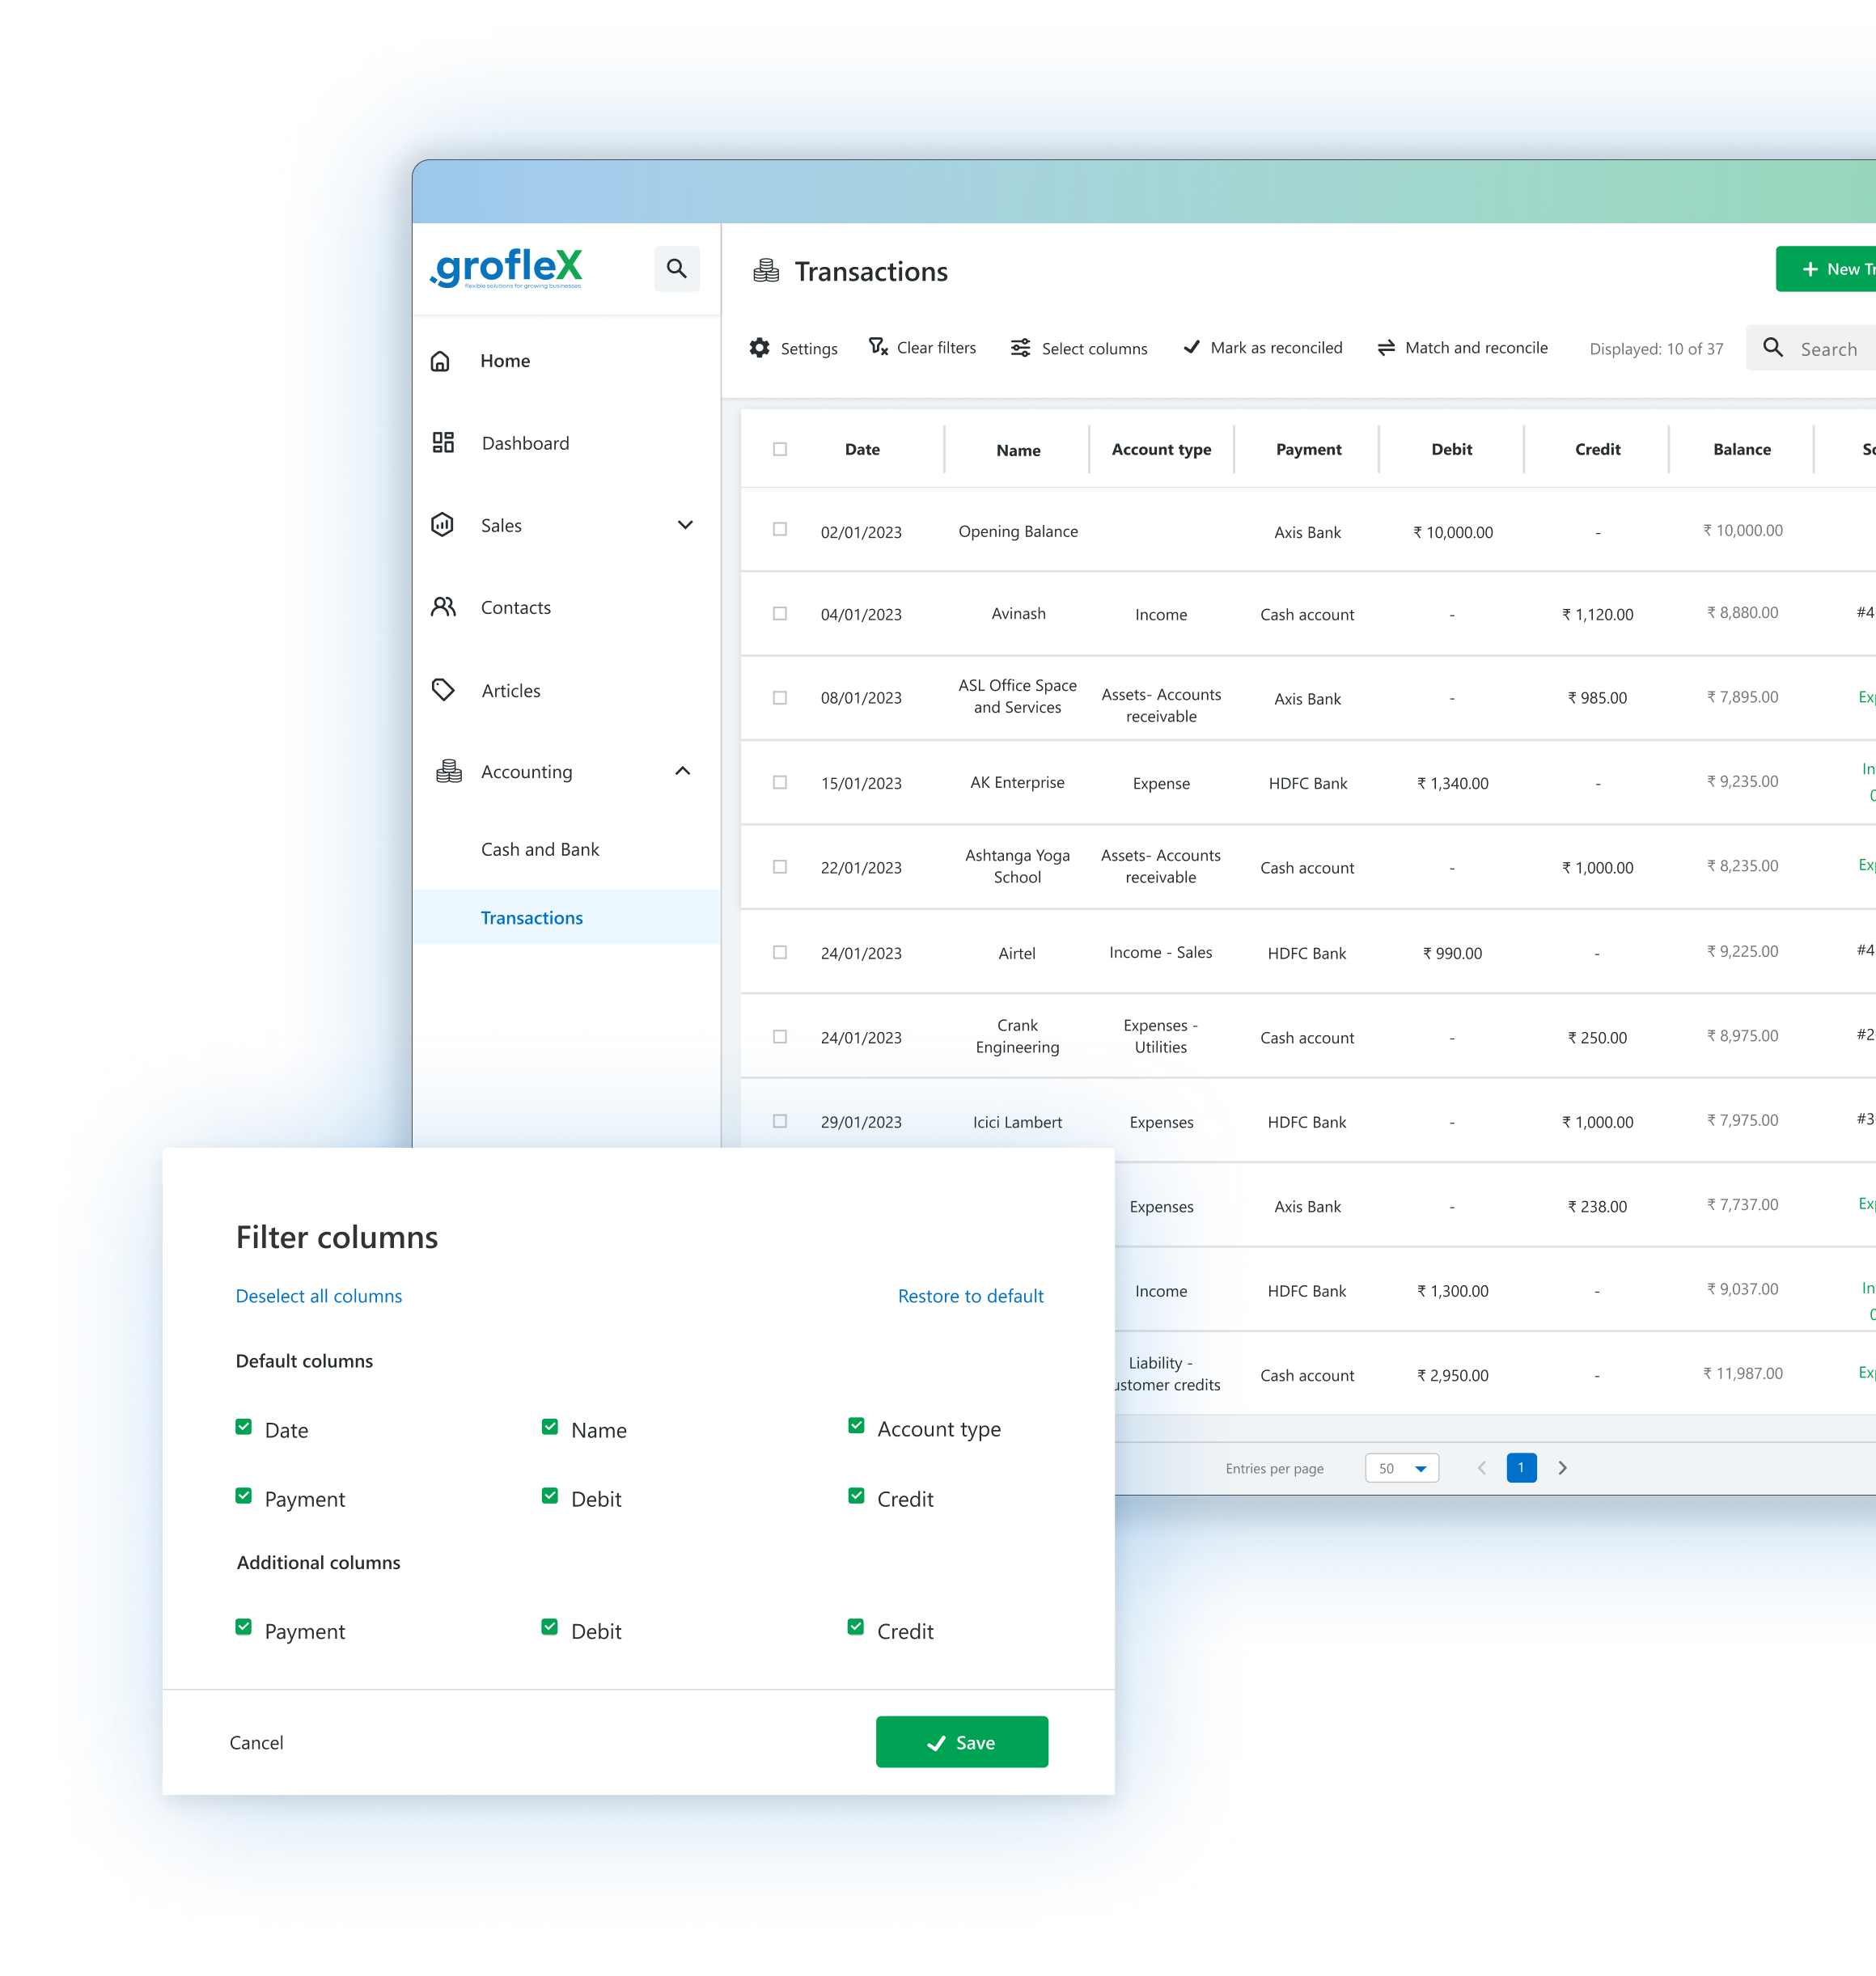 .grofleX
flexible solutions for growing businesses
Transactions
New
Home
Settings
Clear filters
Select columns
Mark as reconciled
Match and reconcile
Displayed: 10 of 37
Search
Dashboard
Sales
Contacts
Articles
Accounting
Cash and Bank
Transactions
Date Name Account type Payment Debit Credit Balance
02/01/2023 Opening Balance Axis Bank ₹ 10,000.00 - ₹ 10,000.00
04/01/2023 Avinash Income Cash account - ₹ 1,120.00 ₹ 8,880.00 #4
08/01/2023 ASL Office Space and Services Assets- Accounts receivable Axis Bank - ₹ 985.00 ₹ 7,895.00
15/01/2023 AK Enterprise Expense HDFC Bank ₹ 1,340.00 - ₹ 9,235.00
22/01/2023 Ashtanga Yoga School Assets- Accounts receivable Cash account - ₹ 1,000.00 ₹ 8,235.00
24/01/2023 Airtel Income - Sales HDFC Bank ₹ 990.00 - ₹ 9,225.00 #4
24/01/2023 Crank Engineering Expenses - Utilities Cash account - ₹ 250.00 ₹ 8,975.00 #2
29/01/2023 Icici Lambert Expenses HDFC Bank - ₹ 1,000.00 ₹ 7,975.00 #3
Expenses Axis Bank - ₹ 238.00 ₹ 7,737.00
Income HDFC Bank ₹ 1,300.00 - ₹ 9,037.00
Liability - ustomer credits Cash account ₹ 2,950.00 - ₹ 11,987.00
Entries per page 50 1
Filter columns
Deselect all columns
Restore to default
Default columns
Date Name Account type
Payment Debit Credit
Additional columns
Payment Debit Credit
Cancel
Save